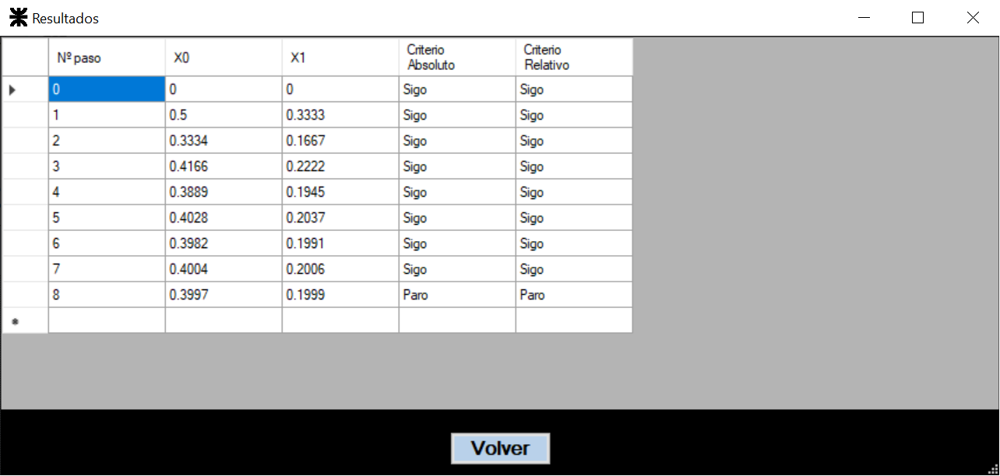 Resultados
Nº paso X0 X1 Criterio Absoluto Criterio Relativo
0 0 0 Sigo Sigo
1 0.5 0.3333 Sigo Sigo
2 0.3334 0.1667 Sigo Sigo
3 0.4166 0.2222 Sigo Sigo
4 0.3889 0.1945 Sigo Sigo
5 0.4028 0.2037 Sigo Sigo
6 0.3982 0.1991 Sigo Sigo
7 0.4004 0.2006 Sigo Sigo
8 0.3997 0.1999 Paro Paro
Volver